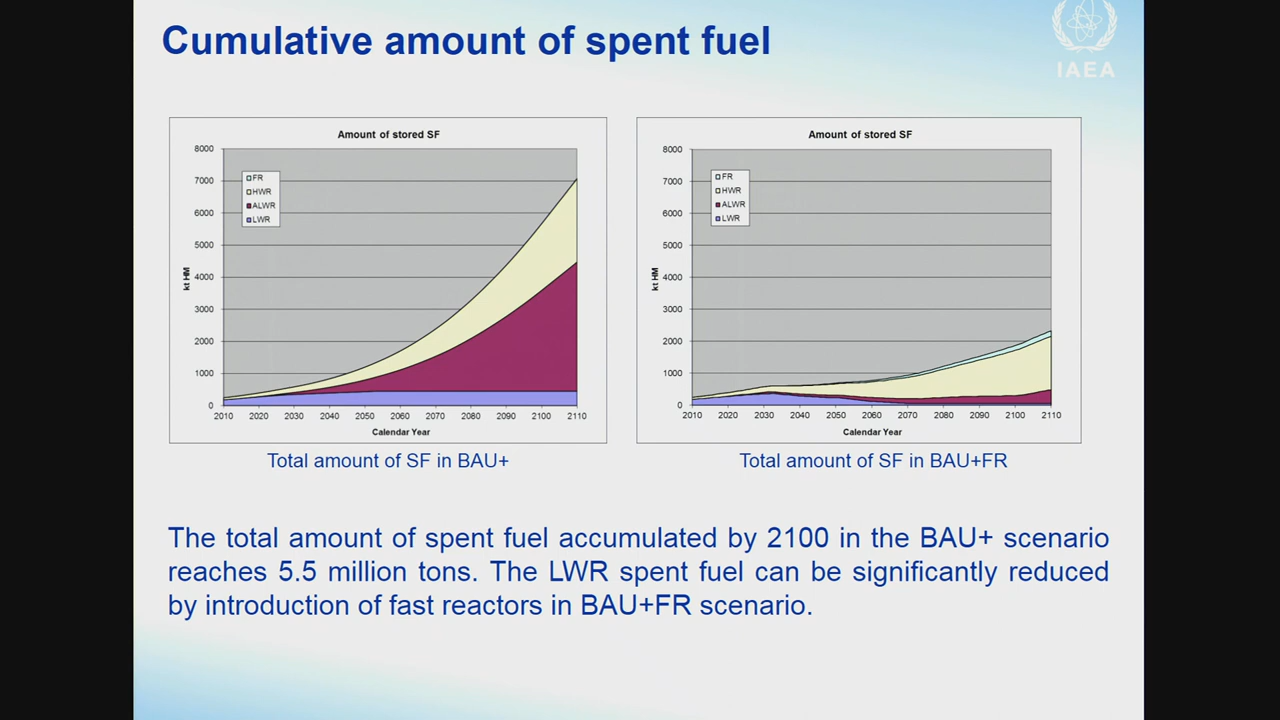 Cumulative amount of spent fuel
IAEA
Amount of stored SF
8000
7000
6000
5000
4000
3000
2000
1000
0
kt HM
FR
HWR
ALWR
LWR
2010 2020 2030 2040 2050 2060 2070 2080 2090 2100 2110
Calendar Year
Total amount of SF in BAU+
Amount of stored SF
8000
7000
6000
5000
4000
3000
2000
1000
0
kt HM
FR
HWR
ALWR
LWR
2010 2020 2030 2040 2050 2060 2070 2080 2090 2100 2110
Calendar Year
Total amount of SF in BAU+FR
The total amount of spent fuel accumulated by 2100 in the BAU+ scenario
reaches 5.5 million tons. The LWR spent fuel can be significantly reduced
by introduction of fast reactors in BAU+FR scenario.